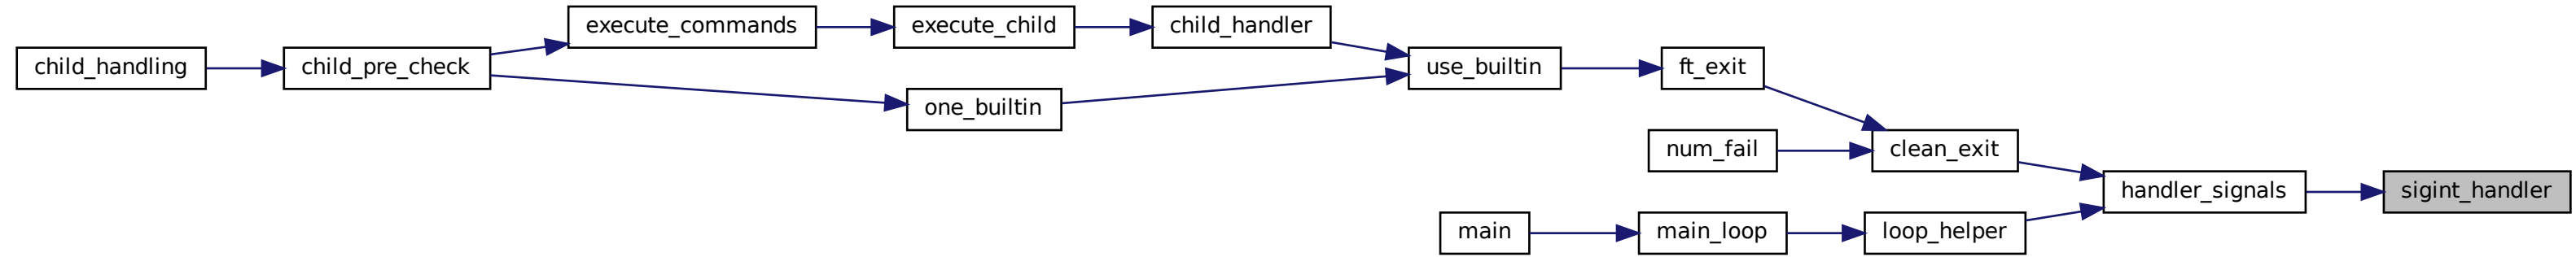 execute_commands
execute_child
child_handler
child_handling
child_pre_check
use_builtin
ft_exit
one_builtin
num_fail
clean_exit
handler_signals
sigint_handler
main
main_loop
loop_helper